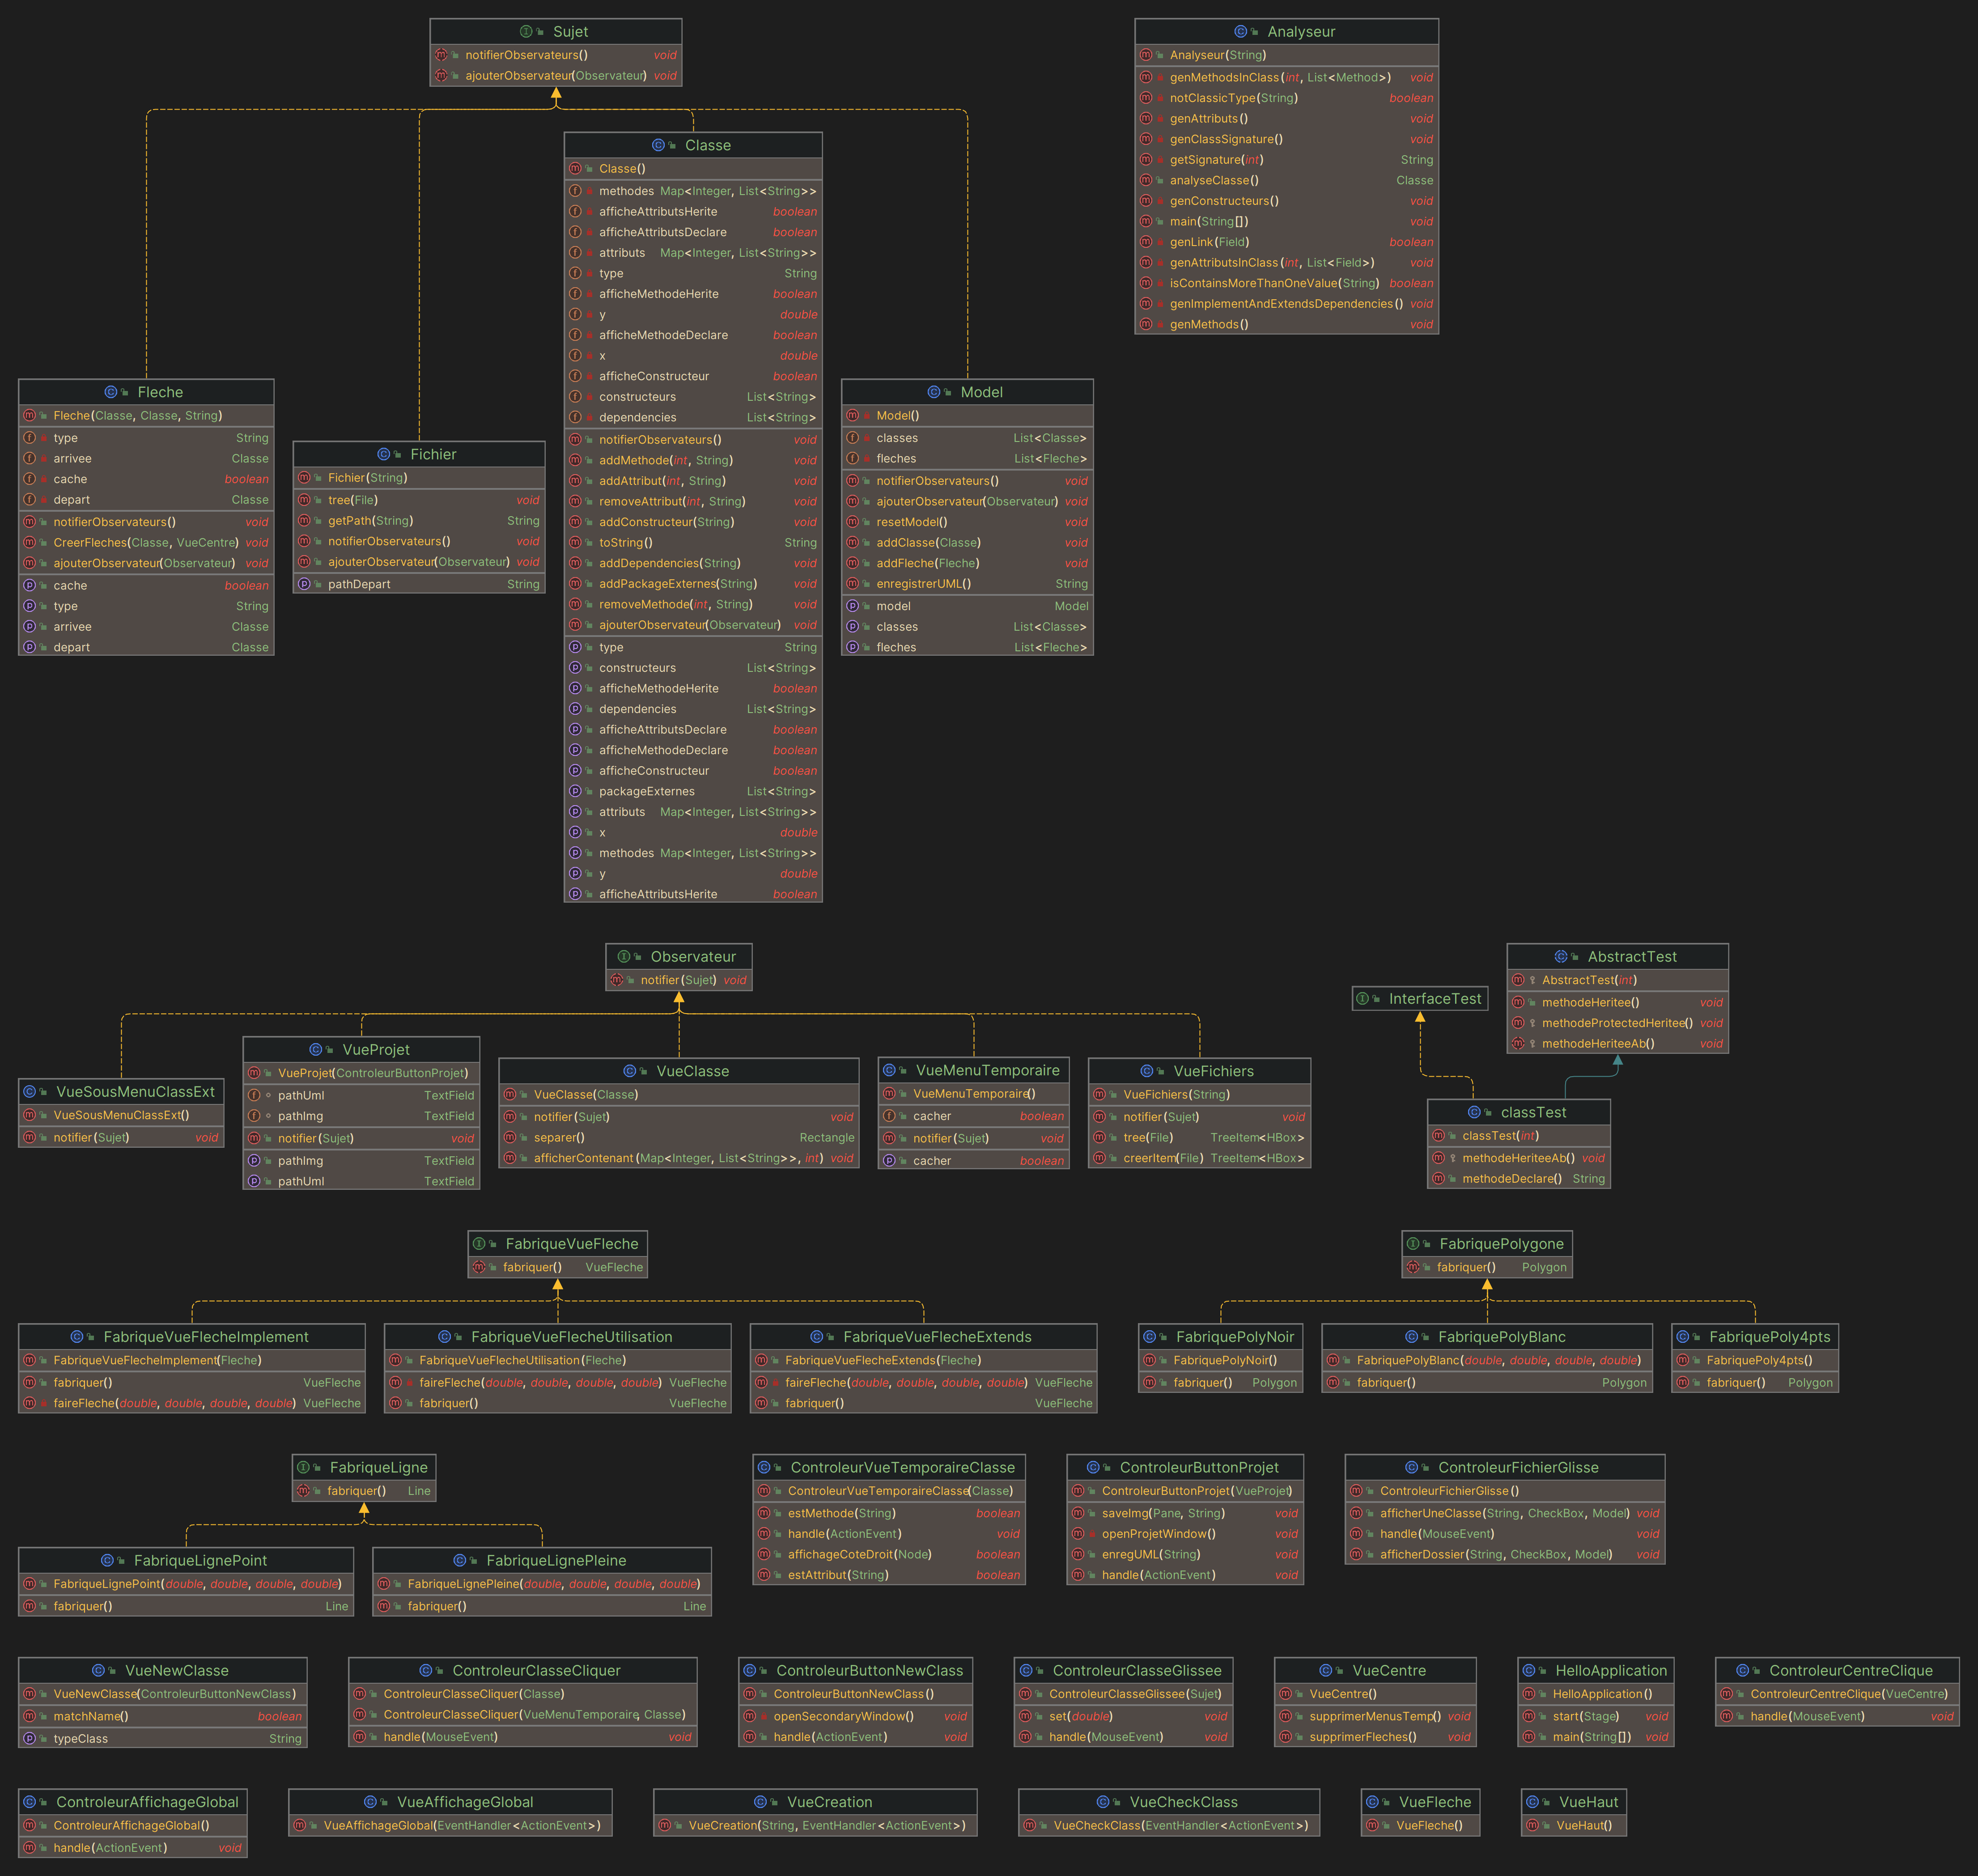 Sujet
notifierObservateurs() void
ajouterObservateur(Observateur) void
Analyseur
Analyseur(String)
genMethodsInClass(int, List<Method>) void
notClassicType(String) boolean
genAttributs() void
genClassSignature() void
getSignature(int) String
analyseClasse() Classe
genConstructeurs() void
main(String[]) void
genLink(Field) boolean
genAttributsInClass(int, List<Field>) void
isContainsMoreThanOneValue(String) boolean
genImplementAndExtendsDependencies() void
genMethods() void
Classe
Classe()
methodes Map<Integer, List<String>>
afficheAttributsHerite boolean
afficheAttributsDeclare boolean
attributs Map<Integer, List<String>>
type String
afficheMethodeHerite boolean
y double
afficheMethodeDeclare boolean
x double
afficheConstructeur boolean
constructeurs List<String>
dependencies List<String>
notifierObservateurs() void
addMethode(int, String) void
addAttribut(int, String) void
removeAttribut(int, String) void
addConstructeur(String) void
toString() String
addDependencies(String) void
addPackageExternes(String) void
removeMethode(int, String) void
ajouterObservateur(Observateur) void
type String
constructeurs List<String>
afficheMethodeHerite boolean
dependencies List<String>
afficheAttributsDeclare boolean
afficheMethodeDeclare boolean
afficheConstructeur boolean
packageExternes List<String>
attributs Map<Integer, List<String>>
x double
methodes Map<Integer, List<String>>
y double
afficheAttributsHerite boolean
Fleche
Fleche(Classe, Classe, String)
type String
arrivee Classe
cache boolean
depart Classe
notifierObservateurs() void
CreerFleches(Classe, VueCentre) void
ajouterObservateur(Observateur) void
cache boolean
type String
arrivee Classe
depart Classe
Fichier
Fichier(String)
tree(File) void
getPath(String) String
notifierObservateurs() void
ajouterObservateur(Observateur) void
pathDepart String
Model
Model()
classes List<Classe>
fleches List<Fleche>
notifierObservateurs() void
ajouterObservateur(Observateur) void
resetModel() void
addClasse(Classe) void
addFleche(Fleche) void
enregistrerUML() String
model Model
classes List<Classe>
fleches List<Fleche>
Observateur
notifier(Sujet) void
InterfaceTest
AbstractTest
AbstractTest(int)
methodeHeritee() void
methodeProtectedHeritee() void
methodeHeriteeAb() void
VueSousMenuClassExt
VueSousMenuClassExt()
notifier(Sujet) void
VueProjet
VueProjet(ControleurButtonProjet)
pathUml TextField
pathImg TextField
notifier(Sujet) void
pathImg TextField
pathUml TextField
VueClasse
VueClasse(Classe)
notifier(Sujet) void
separer() Rectangle
afficherContenant(Map<Integer, List<String>>, int) void
VueMenuTemporaire
VueMenuTemporaire()
cacher boolean
notifier(Sujet) void
cacher boolean
VueFichiers
VueFichiers(String)
notifier(Sujet) void
tree(File) TreeItem<HBox>
creerItem(File) TreeItem<HBox>
classTest
classTest(int)
methodeHeriteeAb() void
methodeDeclare() String
FabriqueVueFleche
fabriquer() VueFleche
FabriquePolygone
fabriquer() Polygon
FabriqueVueFlecheImplement
FabriqueVueFlecheImplement(Fleche)
fabriquer() VueFleche
faireFleche(double, double, double, double) VueFleche
FabriqueVueFlecheUtilisation
FabriqueVueFlecheUtilisation(Fleche)
faireFleche(double, double, double, double) VueFleche
fabriquer() VueFleche
FabriqueVueFlecheExtends
FabriqueVueFlecheExtends(Fleche)
faireFleche(double, double, double, double) VueFleche
fabriquer() VueFleche
FabriquePolyNoir
FabriquePolyNoir()
fabriquer() Polygon
FabriquePolyBlanc
FabriquePolyBlanc(double, double, double, double)
fabriquer() Polygon
FabriquePoly4pts
FabriquePoly4pts()
fabriquer() Polygon
FabriqueLigne
fabriquer() Line
FabriqueLignePoint
FabriqueLignePoint(double, double, double, double)
fabriquer() Line
FabriqueLignePleine
FabriqueLignePleine(double, double, double, double)
fabriquer() Line
ControleurVueTemporaireClasse
ControleurVueTemporaireClasse(Classe)
estMethode(String) boolean
handle(ActionEvent) void
affichageCoteDroit(Node) boolean
estAttribut(String) boolean
ControleurButtonProjet
ControleurButtonProjet(VueProjet)
saveImg(Pane, String) void
openProjetWindow() void
enregUML(String) void
handle(ActionEvent) void
ControleurFichierGlisse
ControleurFichierGlisse()
afficherUneClasse(String, CheckBox, Model) void
handle(MouseEvent) void
afficherDossier(String, CheckBox, Model) void
VueNewClasse
VueNewClasse(ControleurButtonNewClass)
matchName() boolean
typeClass String
ControleurClasseCliquer
ControleurClasseCliquer(Classe)
ControleurClasseCliquer(VueMenuTemporaire, Classe)
handle(MouseEvent) void
ControleurButtonNewClass
ControleurButtonNewClass()
openSecondaryWindow() void
handle(ActionEvent) void
ControleurClasseGlissee
ControleurClasseGlissee(Sujet)
set(double) void
handle(MouseEvent) void
VueCentre
VueCentre()
supprimerMenusTemp() void
supprimerFleches() void
HelloApplication
HelloApplication()
start(Stage) void
main(String[]) void
ControleurCentreClique
ControleurCentreClique(VueCentre)
handle(MouseEvent) void
ControleurAffichageGlobal
ControleurAffichageGlobal()
handle(ActionEvent) void
VueAffichageGlobal
VueAffichageGlobal(EventHandler<ActionEvent>)
VueCreation
VueCreation(String, EventHandler<ActionEvent>)
VueCheckClass
VueCheckClass(EventHandler<ActionEvent>)
VueFleche
VueFleche()
VueHaut
VueHaut()